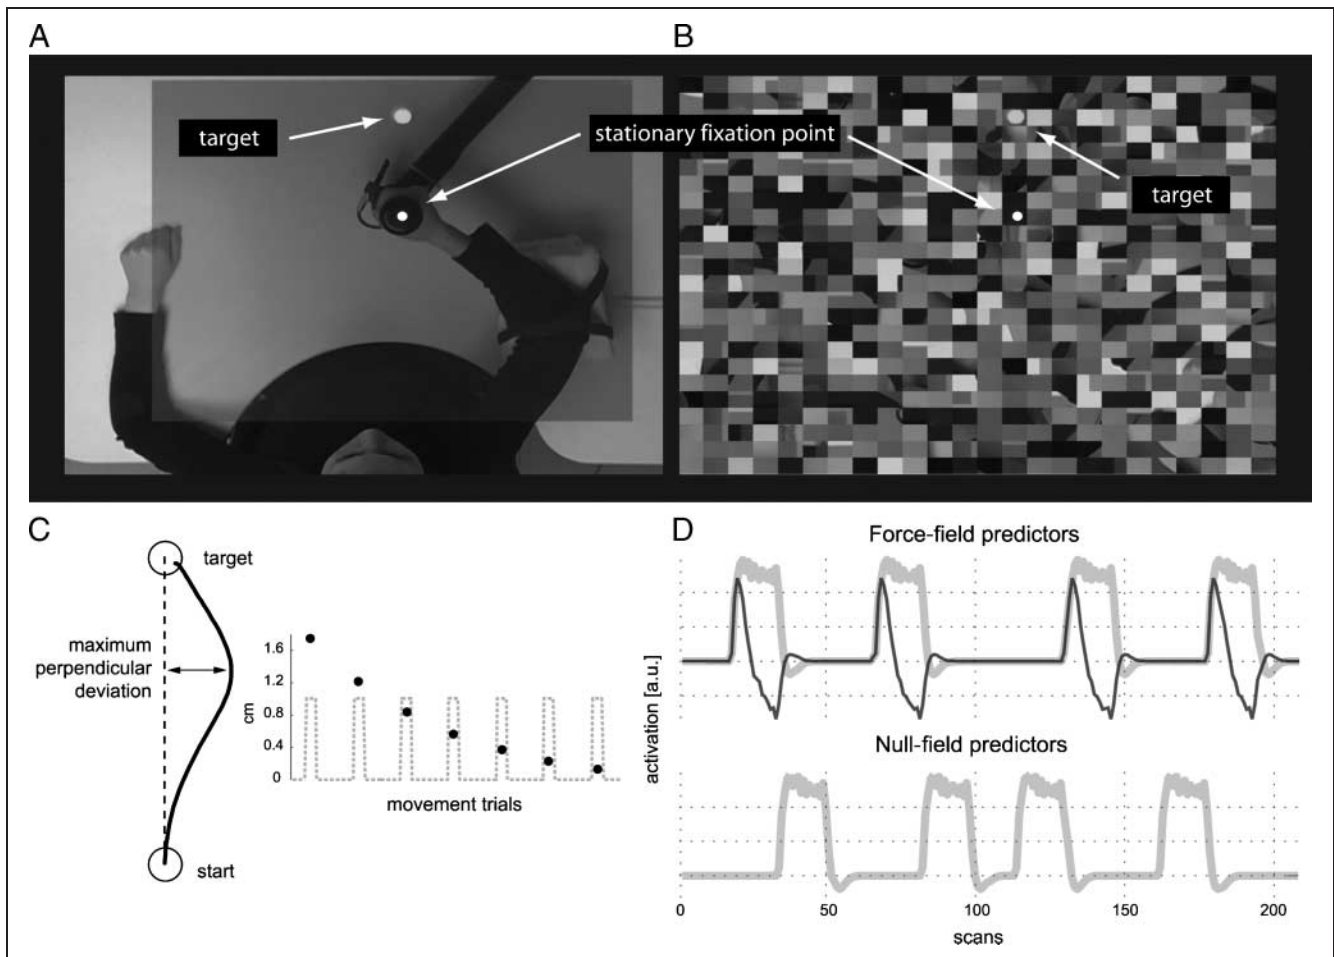 A
B
target
stationary fixation point
target
C
target
maximum
perpendicular
deviation
start
cm
1.6
1.2
0.8
0.4
0
movement trials
D
Force-field predictors
activation [a.u.]
Null-field predictors
0
50
100
150
200
scans